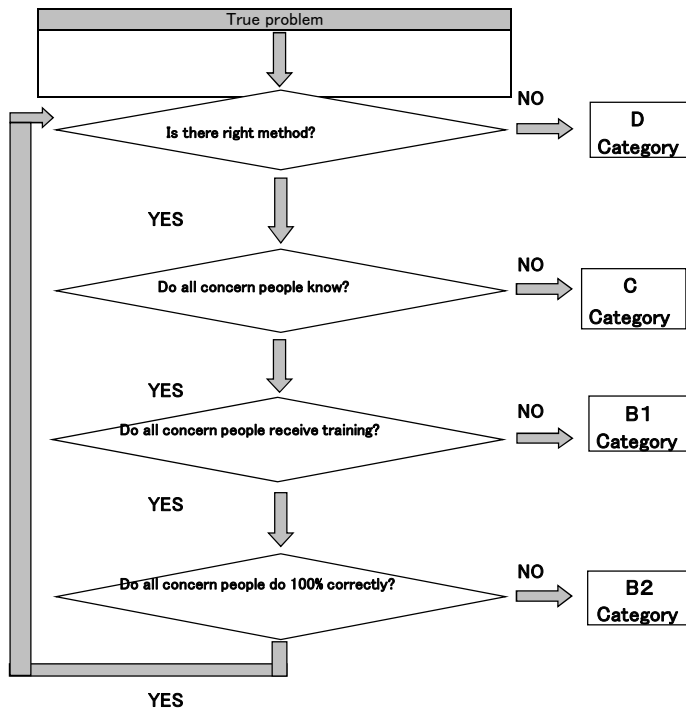 True problem
NO
Is there right method?
D
Category
YES
NO
Do all concern people know?
C
Category
YES
NO
Do all concern people receive training?
B1
Category
YES
NO
Do all concern people do 100% correctly?
B2
Category
YES